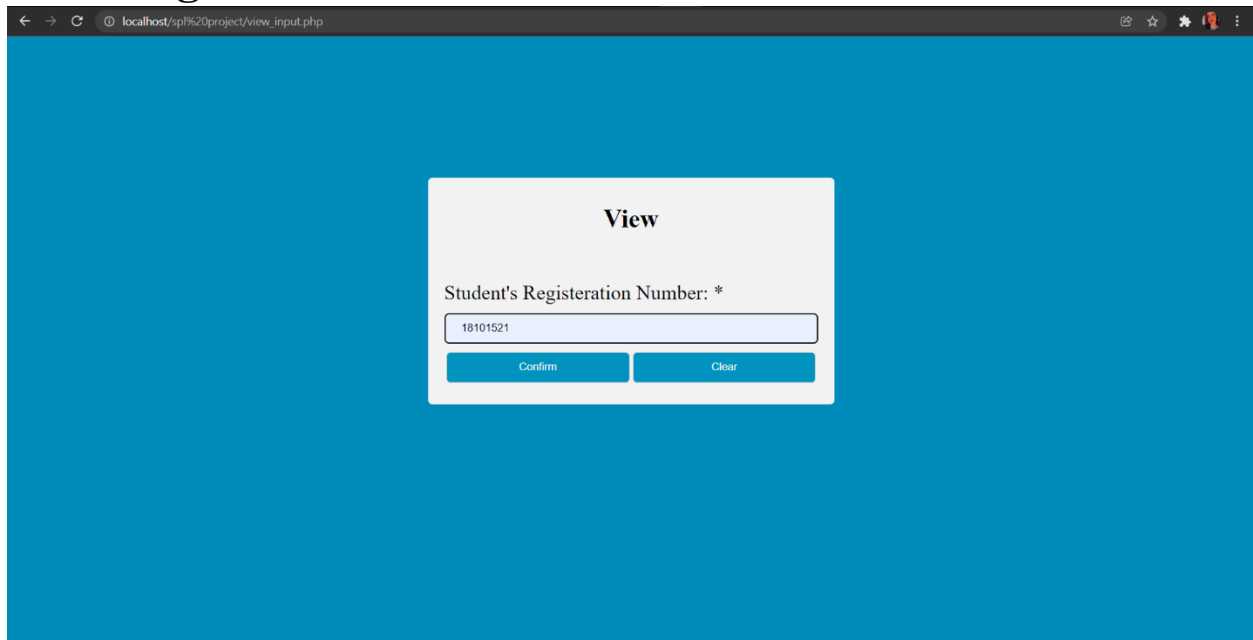 localhost/spl%20project/view_input.php
View
Student's Registeration Number: *
18101521
Confirm Clear